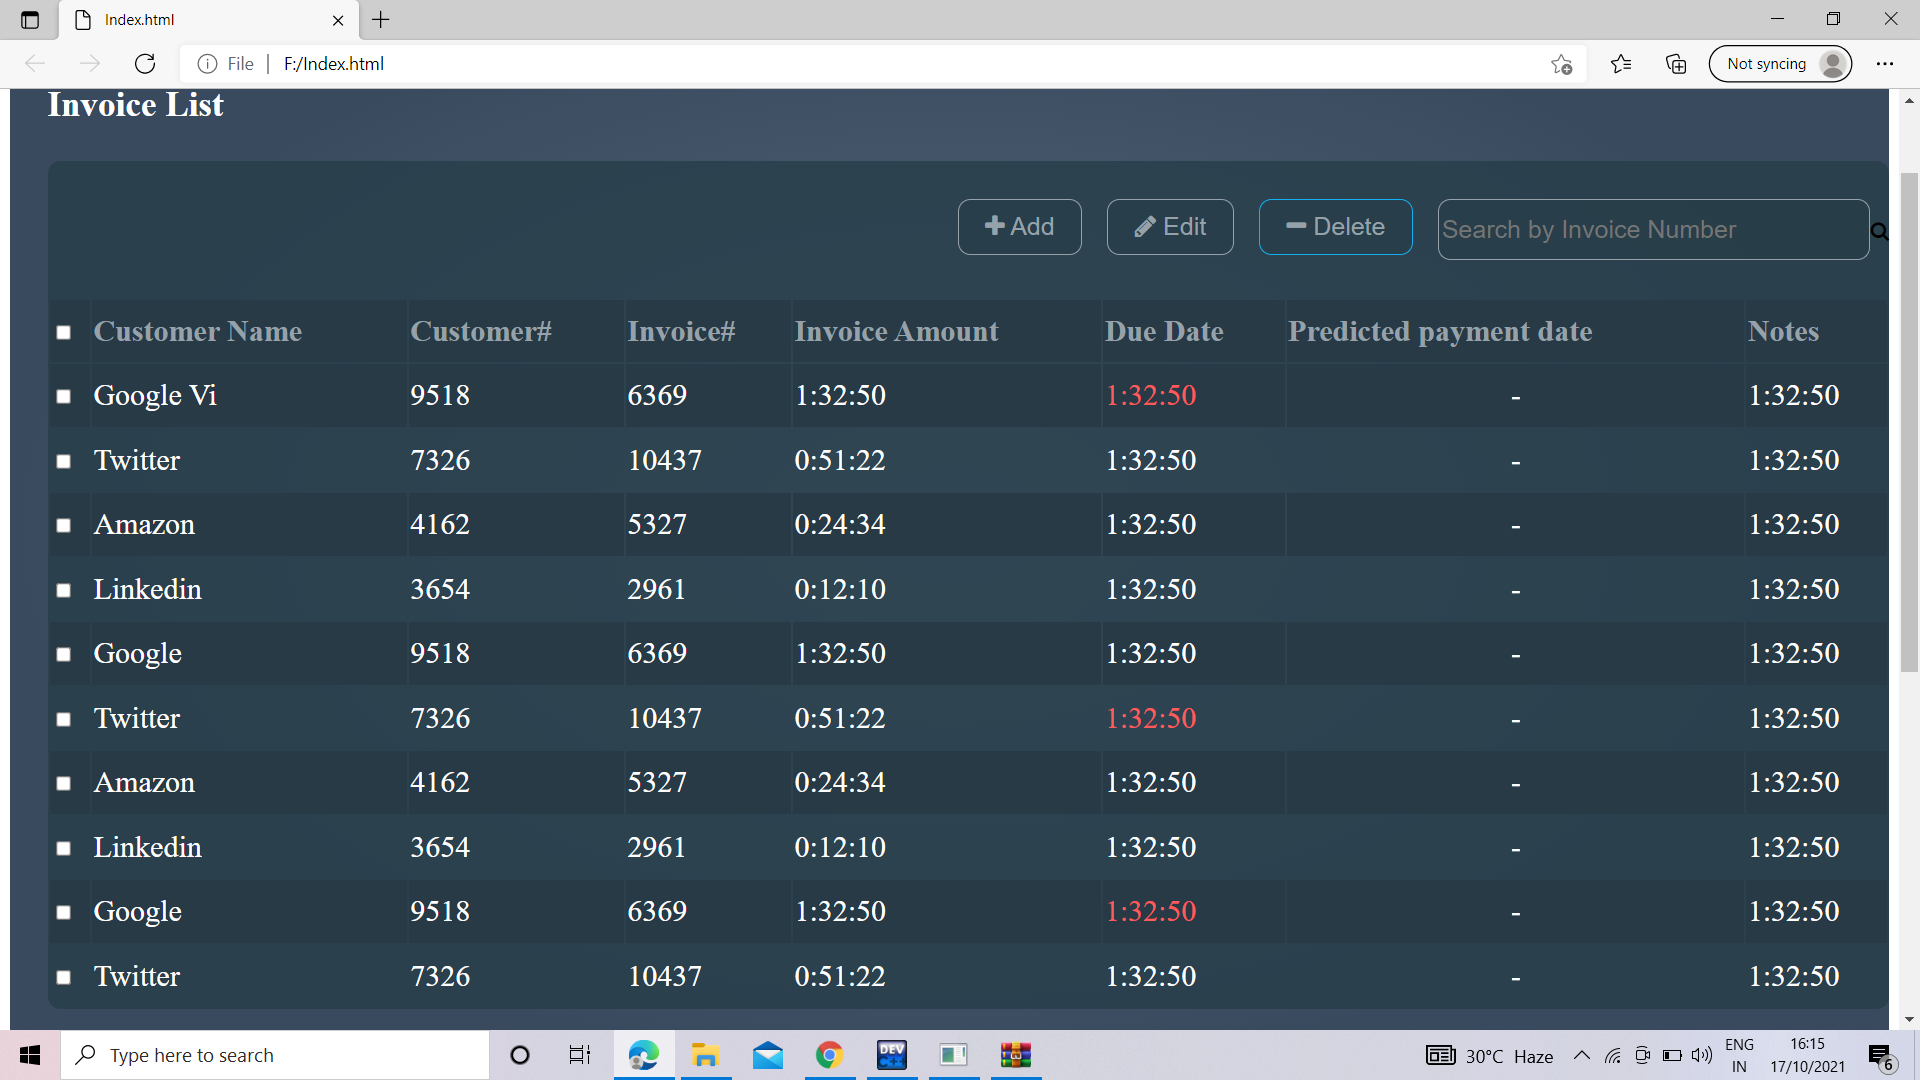 Index.html
File F:/Index.html Not syncing
Invoice List
Add Edit Delete Search by Invoice Number
Customer Name Customer# Invoice# Invoice Amount Due Date Predicted payment date Notes
Google Vi 9518 6369 1:32:50 1:32:50 - 1:32:50
Twitter 7326 10437 0:51:22 1:32:50 - 1:32:50
Amazon 4162 5327 0:24:34 1:32:50 - 1:32:50
Linkedin 3654 2961 0:12:10 1:32:50 - 1:32:50
Google 9518 6369 1:32:50 1:32:50 - 1:32:50
Twitter 7326 10437 0:51:22 1:32:50 - 1:32:50
Amazon 4162 5327 0:24:34 1:32:50 - 1:32:50
Linkedin 3654 2961 0:12:10 1:32:50 - 1:32:50
Google 9518 6369 1:32:50 1:32:50 - 1:32:50
Twitter 7326 10437 0:51:22 1:32:50 - 1:32:50
Type here to search DEV C++ 30°C Haze ENG 16:15
IN 17/10/2021 6